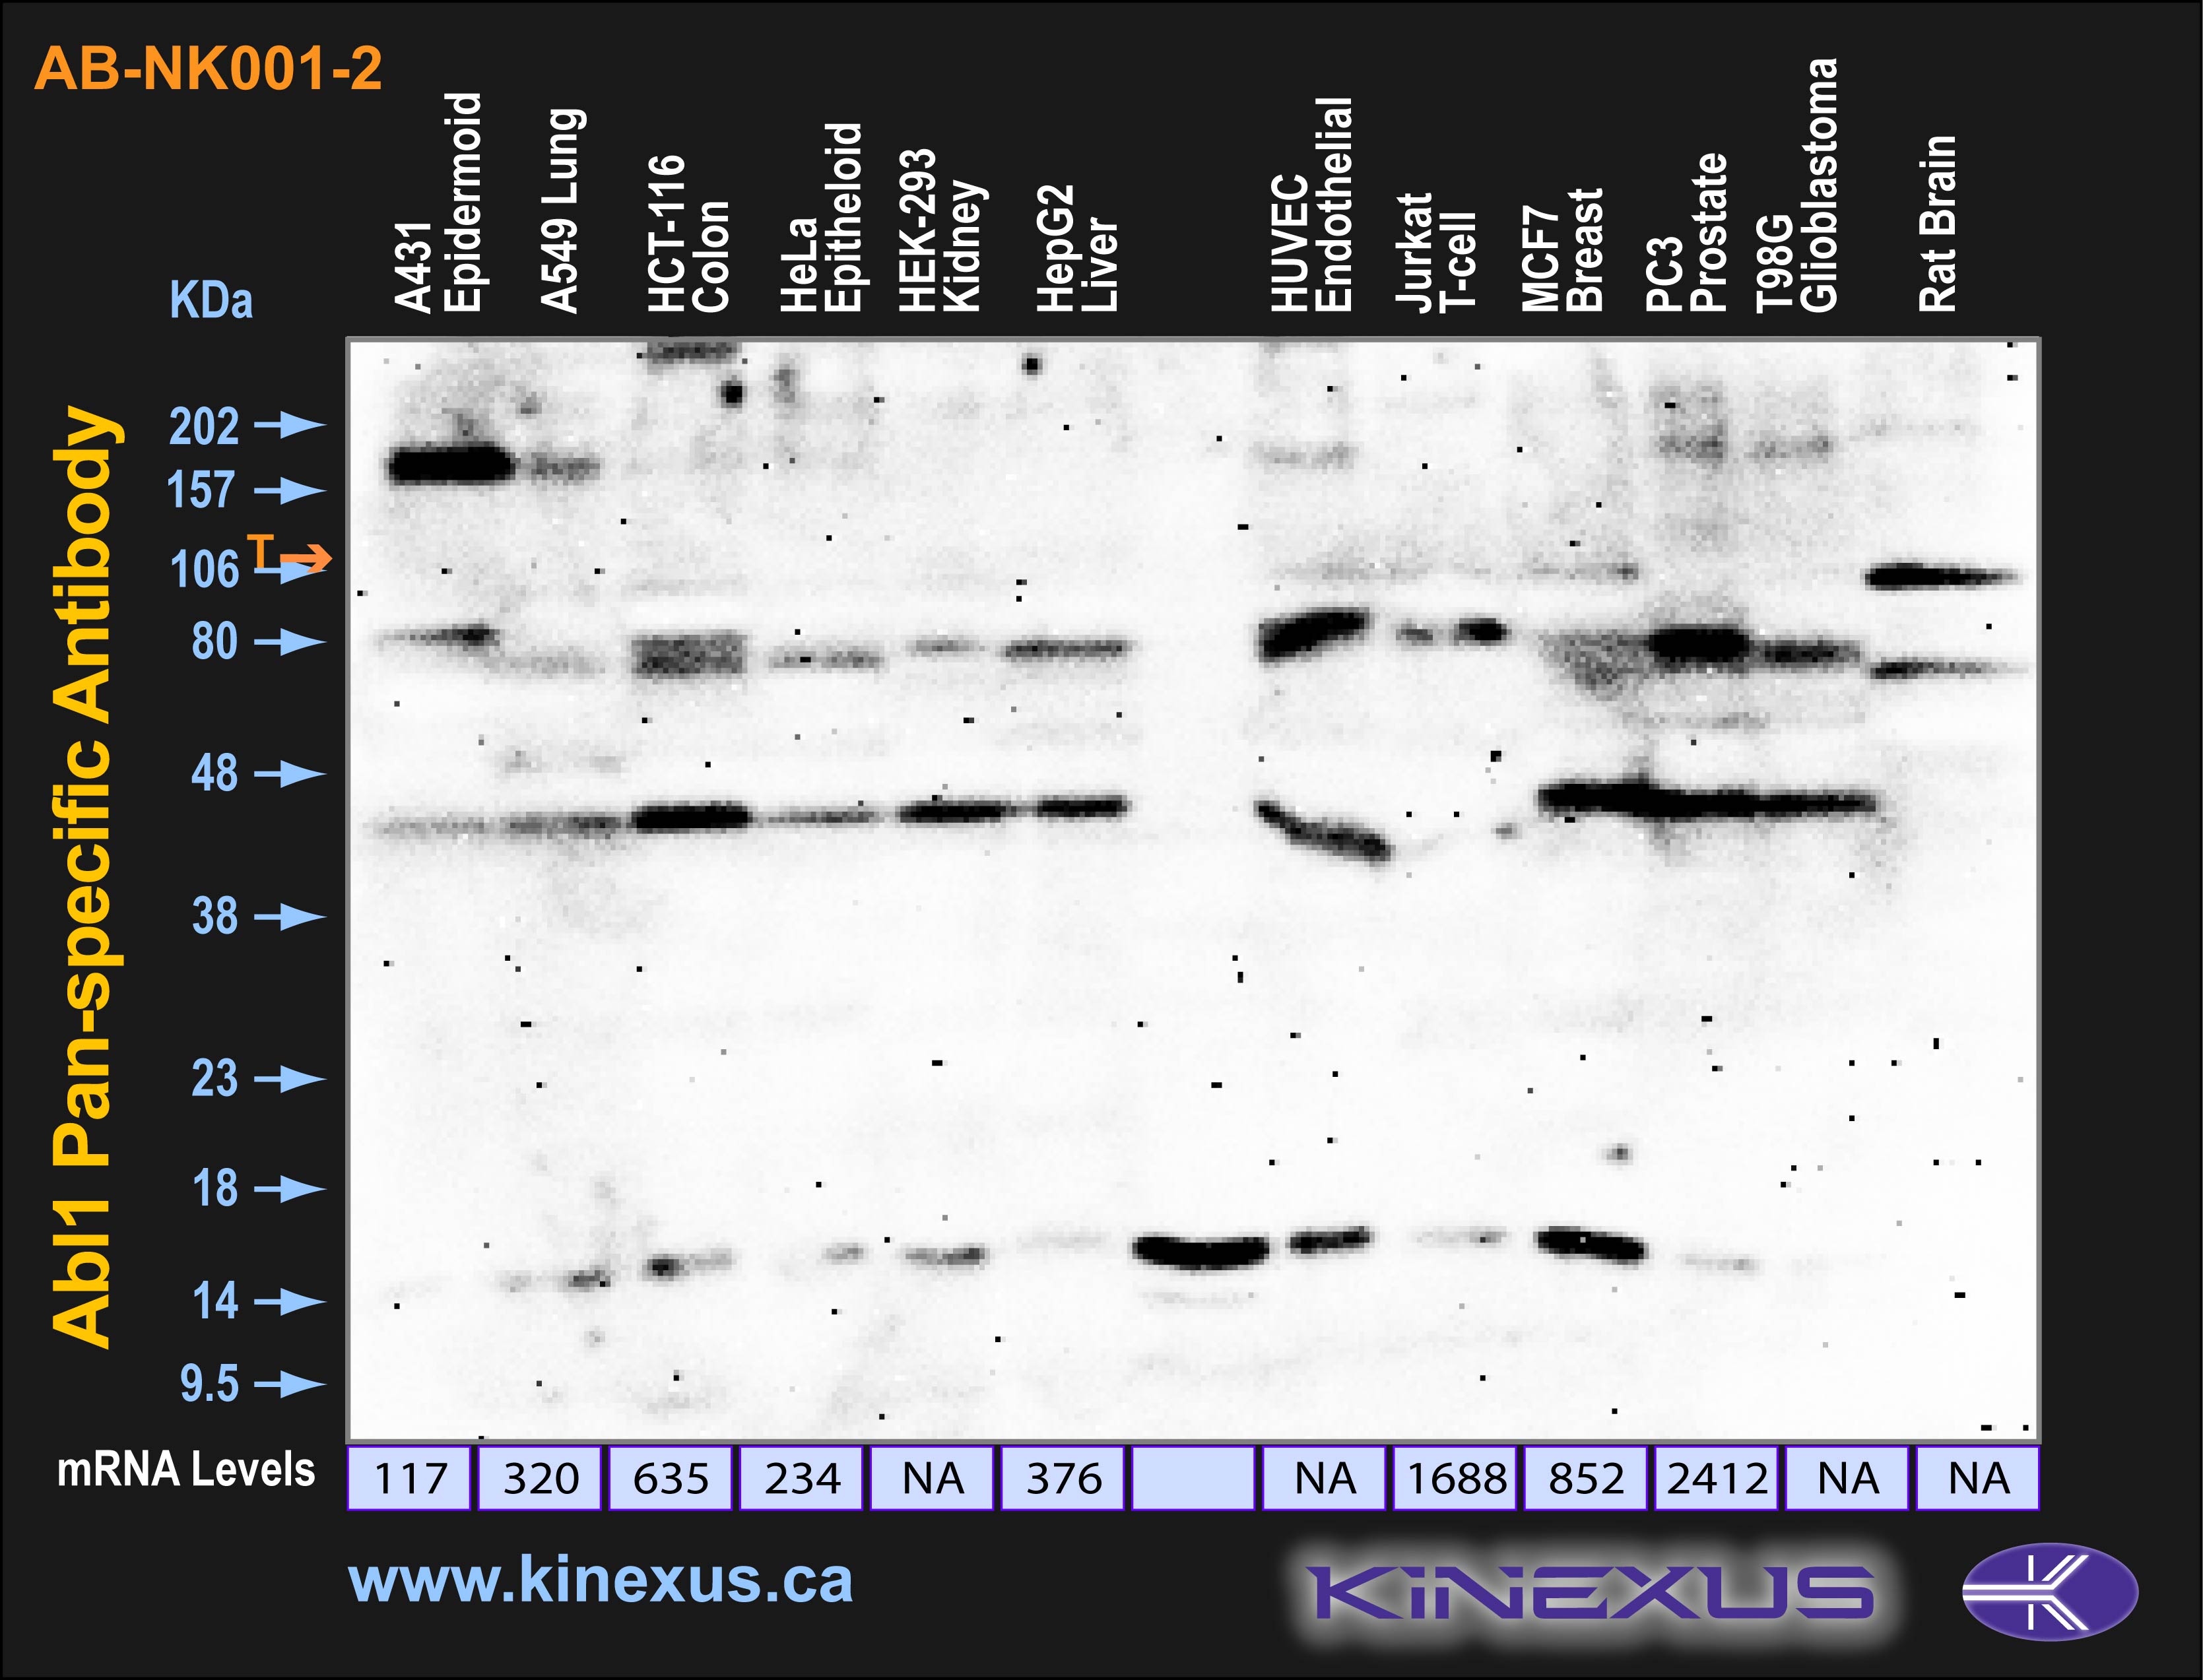 AB-NK001-2
A431
Epidermoid
A549 Lung
HCT-116
Colon
HeLa
Epitheloid
HEK-293
Kidney
HepG2
Liver
HUVEC
Endothelial
Jurkat
T-cell
MCF7
Breast
PC3
Prostate
T98G
Glioblastoma
Rat Brain
KDa
Abl1 Pan-specific Antibody
202
157
T
106
80
48
38
23
18
14
9.5
mRNA Levels 117 320 635 234 NA 376 NA 1688 852 2412 NA NA
www.kinexus.ca
KiNEXUS
K